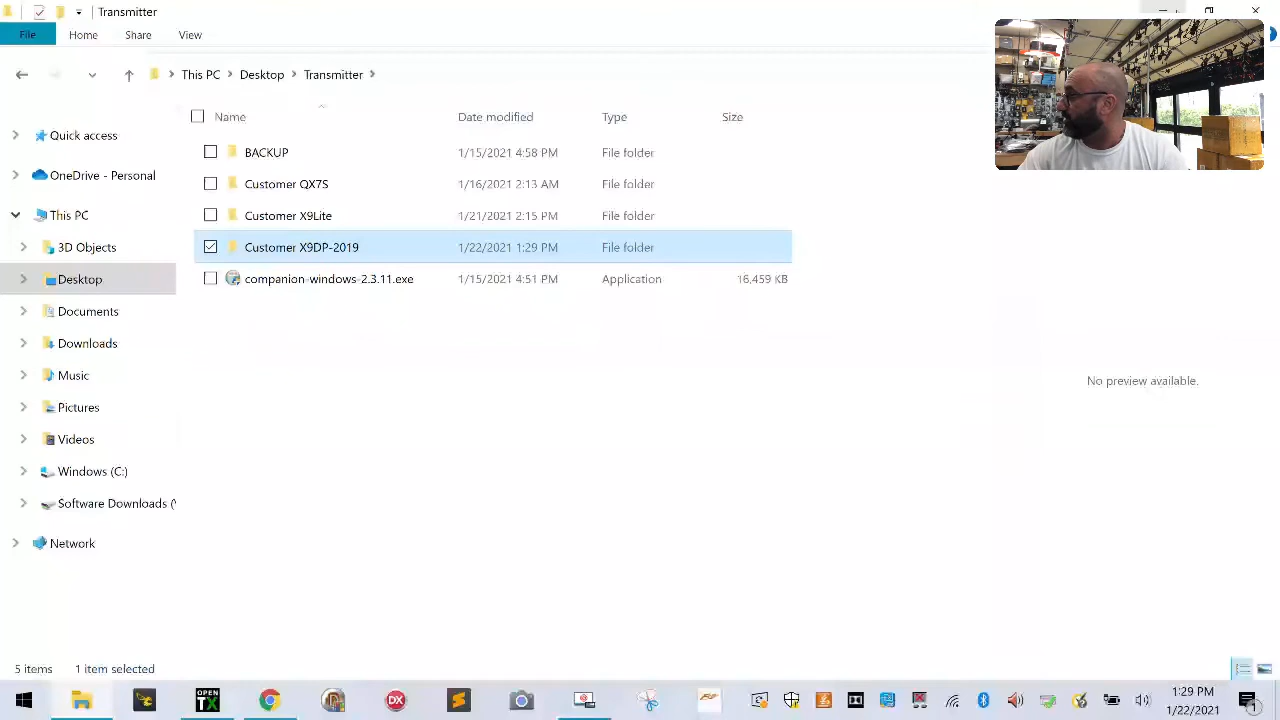 Transmitter
File Home Share View
This PC Desktop Transmitter
Name Date modified Type Size
Quick access
OneDrive - Personal
This PC
3D Objects
Desktop
Documents
Downloads
Music
Pictures
Videos
Windows (C:)
Software Downloads (
Network
BACKUP 1/15/2021 4:58 PM File folder
Customer QX7S 1/16/2021 2:13 AM File folder
Customer X9Lite 1/21/2021 2:15 PM File folder
Customer X9DP-2019 1/22/2021 1:29 PM File folder
companion-windows-2.3.11.exe 1/15/2021 4:51 PM Application 16,459 KB
No preview available.
5 items 1 item selected
OPEN
TX
DX
1:29 PM
1/22/2021